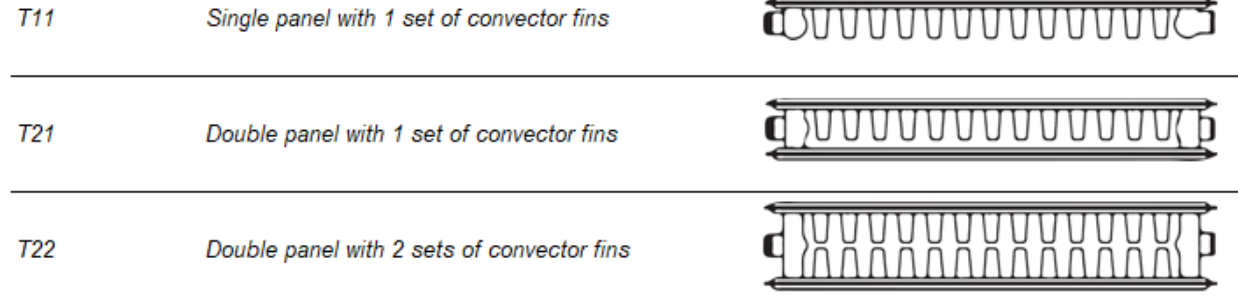 T11 Single panel with 1 set of convector fins
T21 Double panel with 1 set of convector fins
T22 Double panel with 2 sets of convector fins